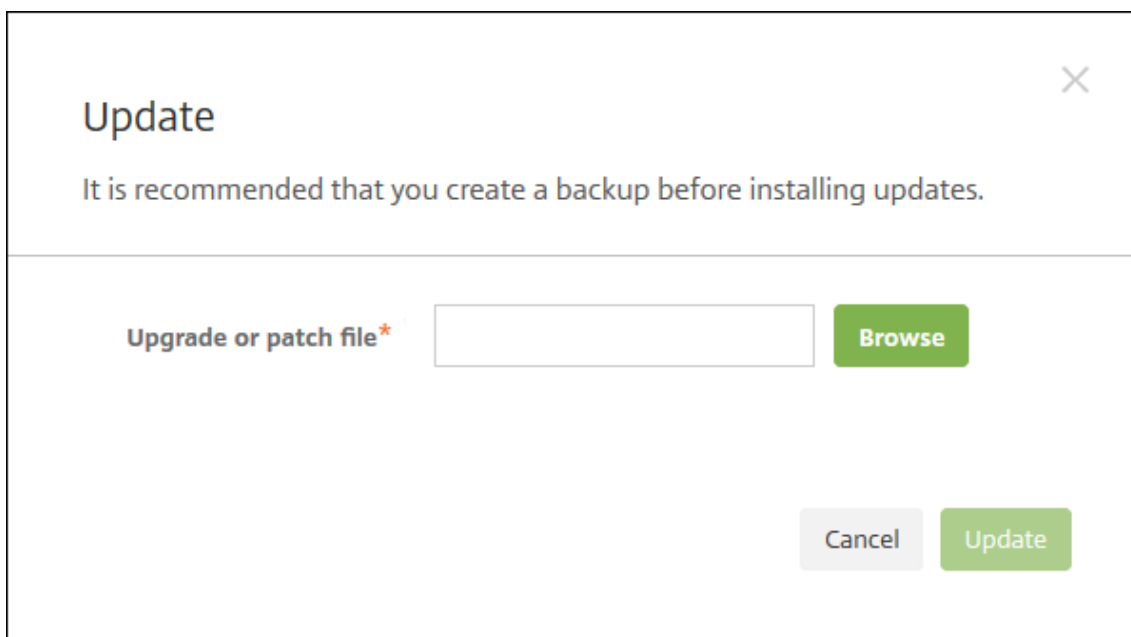 Update
It is recommended that you create a backup before installing updates.
Upgrade or patch file* Browse
Cancel Update